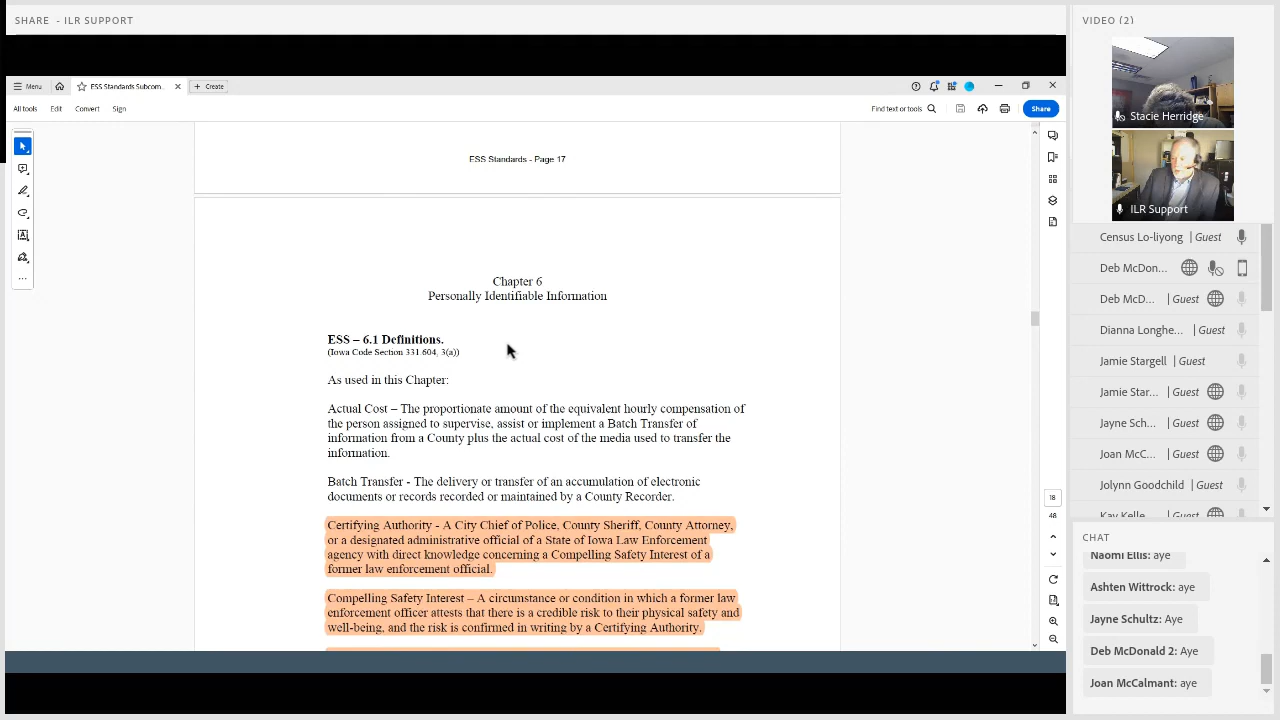 SHARE - ILR SUPPORT
VIDEO (2)
Menu
ESS Standards Subcom...
Create
All tools
Edit
Convert
Sign
Find text or tools
Share
ESS Standards - Page 17
Chapter 6
Personally Identifiable Information
ESS – 6.1 Definitions.
(Iowa Code Section 331.604, 3(a))
As used in this Chapter:
Actual Cost – The proportionate amount of the equivalent hourly compensation of
the person assigned to supervise, assist or implement a Batch Transfer of
information from a County plus the actual cost of the media used to transfer the
information.
Batch Transfer - The delivery or transfer of an accumulation of electronic
documents or records recorded or maintained by a County Recorder.
Certifying Authority - A City Chief of Police, County Sheriff, County Attorney,
or a designated administrative official of a State of Iowa Law Enforcement
agency with direct knowledge concerning a Compelling Safety Interest of a
former law enforcement official.
Compelling Safety Interest – A circumstance or condition in which a former law
enforcement officer attests that there is a credible risk to their physical safety and
well-being, and the risk is confirmed in writing by a Certifying Authority.
18
48
Stacie Herridge
ILR Support
Census Lo-liyong | Guest
Deb McDon...
Deb McD... | Guest
Dianna Longhe... | Guest
Jamie Stargell | Guest
Jamie Star... | Guest
Jayne Sch... | Guest
Joan McC... | Guest
Jolynn Goodchild | Guest
Kay Kelle... | Guest
CHAT
Naomi Ellis: aye
Ashten Wittrock: aye
Jayne Schultz: Aye
Deb McDonald 2: Aye
Joan McCalmant: aye